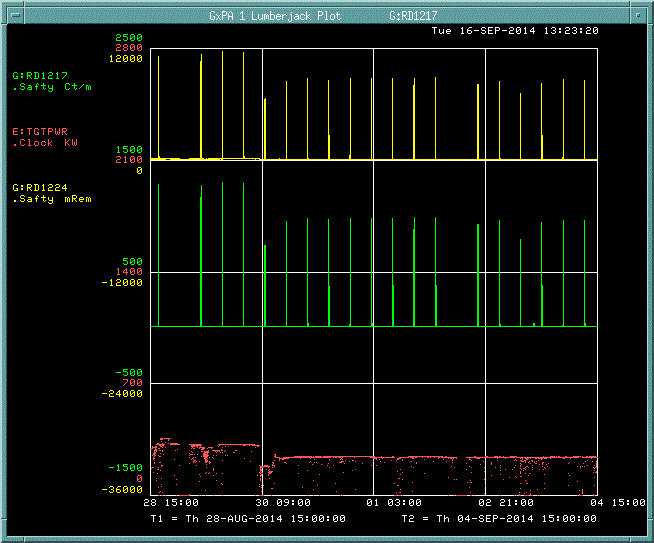 GxPA 1 Lumberjack Plot G:RD1217
Tue 16-SEP-2014 13:23:20
2500
2800
12000
G:RD1217
.Safty Ct/m
E:TGTPWR
.Clock KW
1500
2100
0
G:RD1224
.Safty mRem
500
1400
-12000
-500
700
-24000
-1500
0
-36000
28 15:00 30 09:00 01 03:00 02 21:00 04 15:00
T1 = Th 28-AUG-2014 15:00:00 T2 = Th 04-SEP-2014 15:00:00